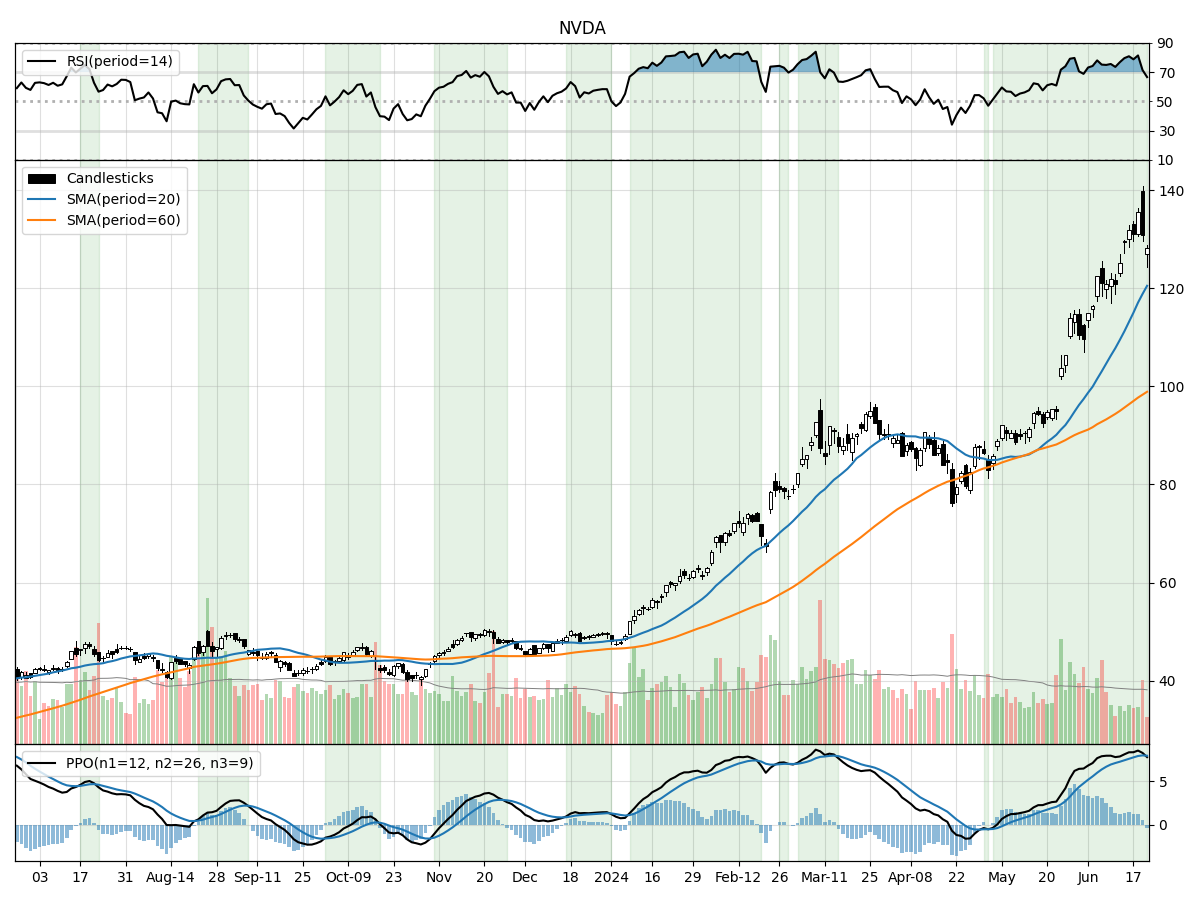 NVDA
RSI(period=14)
90
70
50
30
10
Candlesticks
SMA(period=20)
SMA(period=60)
140
120
100
80
60
40
PPO(n1=12, n2=26, n3=9)
5
0
03 17 31 Aug-14 28 Sep-11 25 Oct-09 23 Nov 20 Dec 18 2024 16 29 Feb-12 26 Mar-11 25 Apr-08 22 May 20 Jun 17